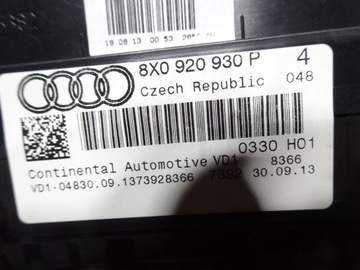 19 09 13 00 53
8X0 920 930 P 4
Czech Republic 048
0330 H01
Continental Automotive VD1 8366
VD1-04830.09.1373928366 7392 30.09.13